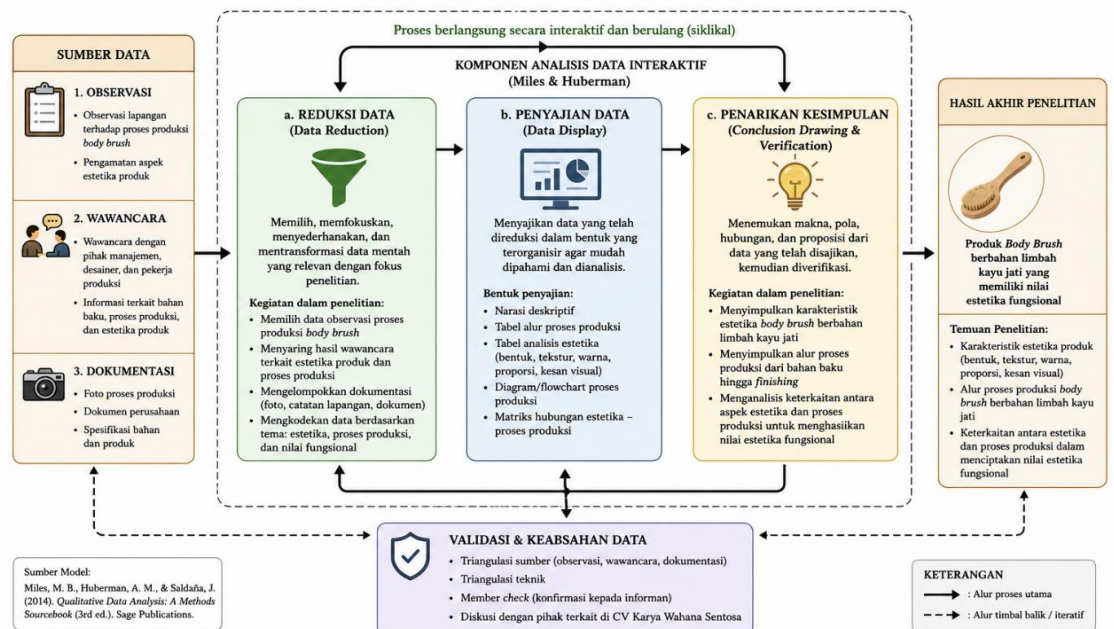 Proses berlangsung secara interaktif dan berulang (siklikal)
KOMPONEN ANALISIS DATA INTERAKTIF
(Miles & Huberman)
SUMBER DATA
1. OBSERVASI
• Observasi lapangan
terhadap proses produksi
body brush
• Pengamatan aspek
estetika produk
2. WAWANCARA
• Wawancara dengan
pihak manajemen,
desainer, dan pekerja
produksi
• Informasi terkait bahan
baku, proses produksi,
dan estetika produk
3. DOKUMENTASI
• Foto proses produksi
• Dokumen perusahaan
• Spesifikasi bahan
dan produk
a. REDUKSI DATA
(Data Reduction)
Memilih, memfokuskan,
menyederhanakan, dan
mentransformasi data mentah
yang relevan dengan fokus
penelitian.
Kegiatan dalam penelitian:
• Memilih data observasi proses
produksi body brush
• Menyaring hasil wawancara
terkait estetika produk dan
proses produksi
• Mengelompokkan dokumentasi
(foto, catatan lapangan, dokumen)
• Mengkodekan data berdasarkan
tema: estetika, proses produksi,
dan nilai fungsional
b. PENYAJIAN DATA
(Data Display)
Menyajikan data yang telah
direduksi dalam bentuk yang
terorganisir agar mudah
dipahami dan dianalisis.
Bentuk penyajian:
• Narasi deskriptif
• Tabel alur proses produksi
• Tabel analisis estetika
(bentuk, tekstur, warna,
proporsi, kesan visual)
• Diagram/flowchart proses
produksi
• Matriks hubungan estetika –
proses produksi
c. PENARIKAN KESIMPULAN
(Conclusion Drawing &
Verification)
Menemukan makna, pola,
hubungan, dan proposisi dari
data yang telah disajikan,
kemudian diverifikasi.
Kegiatan dalam penelitian:
• Menyimpulkan karakteristik
estetika body brush berbahan
limbah kayu jati
• Menyimpulkan alur proses
produksi dari bahan baku
hingga finishing
• Menganalisis keterkaitan antara
aspek estetika dan proses
produksi untuk menghasiikan
nilai estetika fungsional
HASIL AKHIR PENELITIAN
Produk Body Brush
berbahan limbah
kayu jati yang
memiliki nilai
estetika fungsional
Temuan Penelitian:
• Karakteristik estetika produk
(bentuk, tekstur, warna,
proporsi, kesan visual)
• Alur proses produksi body
brush berbahan limbah kayu
jati
• Keterkaitan antara estetika
dan proses produksi dalam
menciptakan nilai estetika
fungsional
VALIDASI & KEABSAHAN DATA
• Triangulasi sumber (observasi, wawancara, dokumentasi)
• Triangulasi teknik
• Member check (konfirmasi kepada informan)
• Diskusi dengan pihak terkait di CV Karya Wahana Sentosa
Sumber Model:
Miles, M. B., Huberman, A. M., & Saldaña, J.
(2014). Qualitative Data Analysis: A Methods
Sourcebook (3rd ed.). Sage Publications.
KETERANGAN
: Alur proses utama
: Alur timbal balik / iteratif